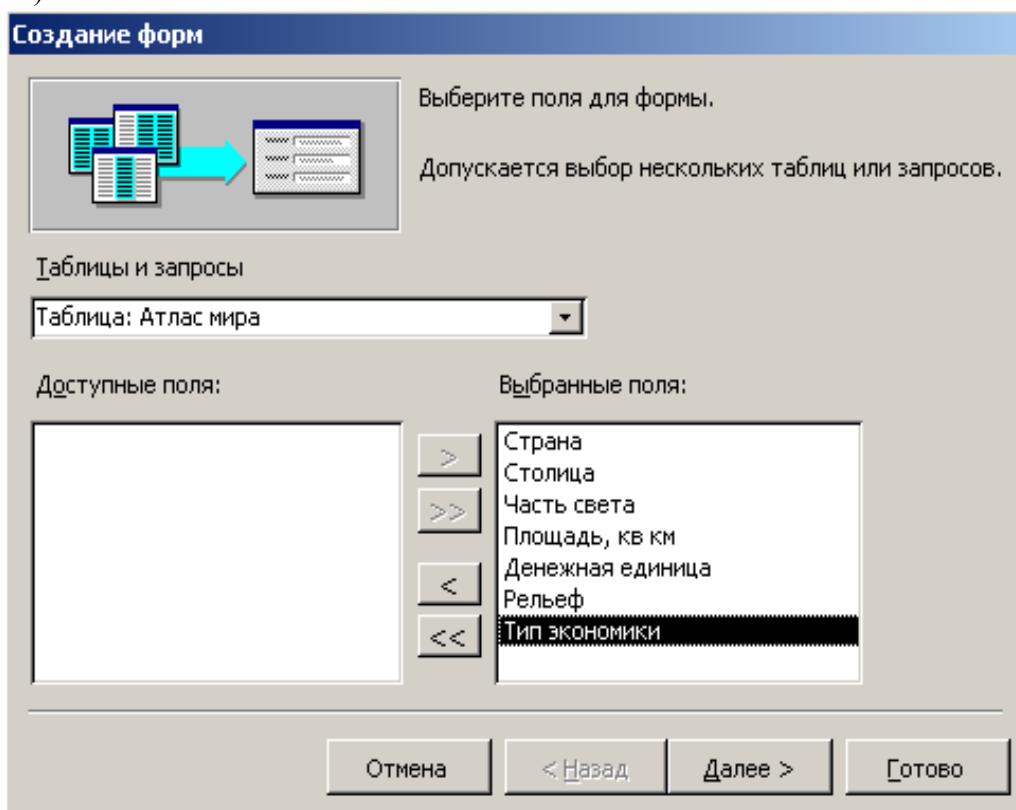 )
Создание форм
Выберите поля для формы.
Допускается выбор нескольких таблиц или запросов.
Таблицы и запросы
Таблица: Атлас мира
Доступные поля:
Выбранные поля:
>
>>
<
<<
Страна
Столица
Часть света
Площадь, кв км
Денежная единица
Рельеф
Тип экономики
Отмена
< Назад
Далее >
Готово